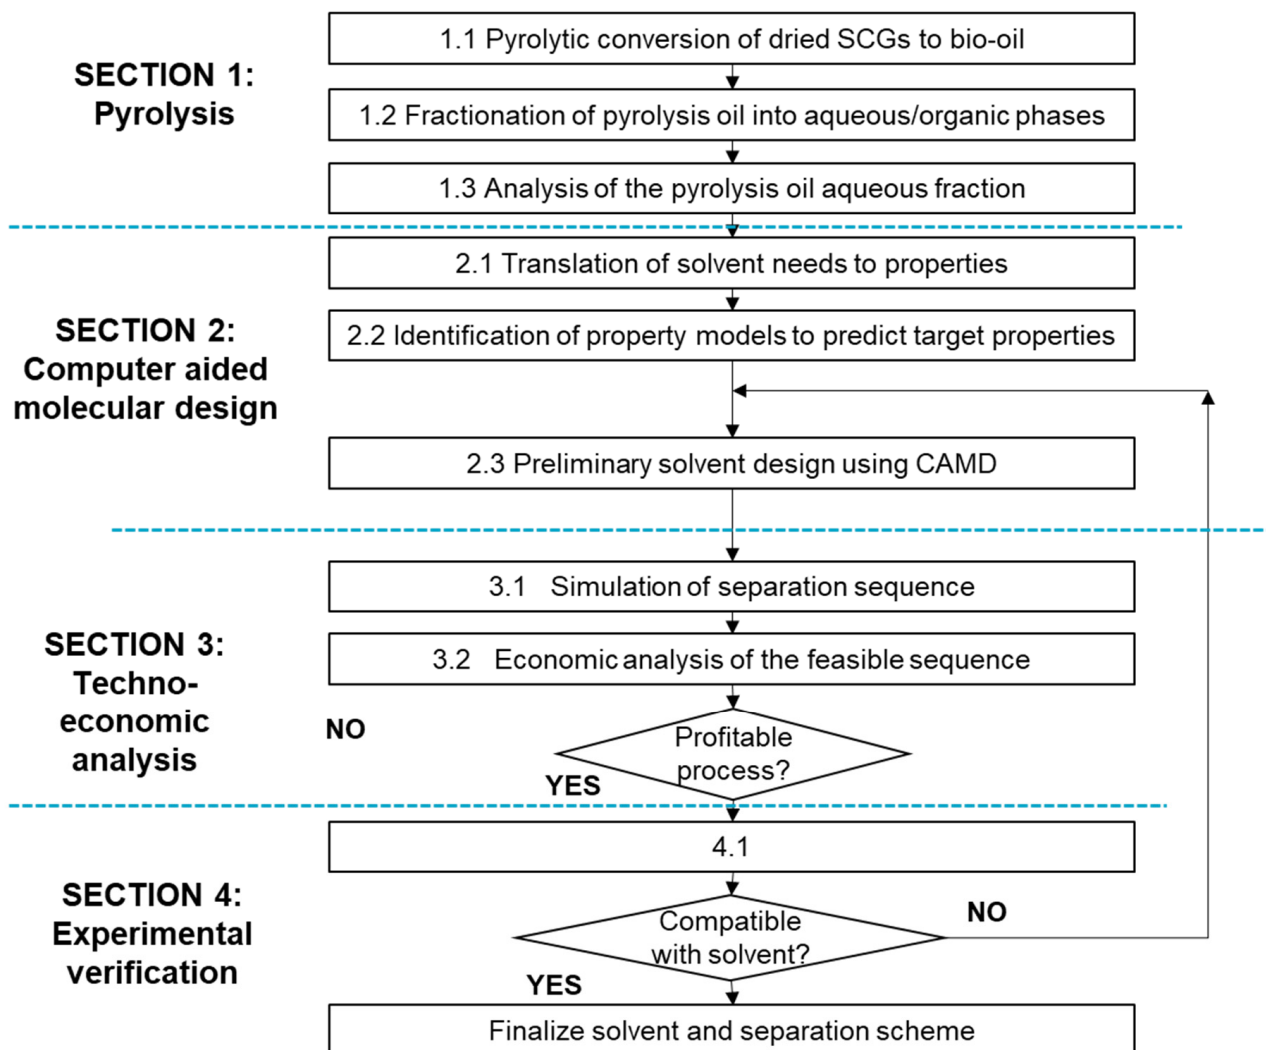 SECTION 1:
Pyrolysis
1.1 Pyrolytic conversion of dried SCGs to bio-oil
1.2 Fractionation of pyrolysis oil into aqueous/organic phases
1.3 Analysis of the pyrolysis oil aqueous fraction
SECTION 2:
Computer aided
molecular design
2.1 Translation of solvent needs to properties
2.2 Identification of property models to predict target properties
2.3 Preliminary solvent design using CAMD
SECTION 3:
Techno-
economic
analysis
3.1 Simulation of separation sequence
3.2 Economic analysis of the feasible sequence
NO
Profitable
process?
YES
SECTION 4:
Experimental
verification
4.1
Compatible
with solvent?
NO
YES
Finalize solvent and separation scheme